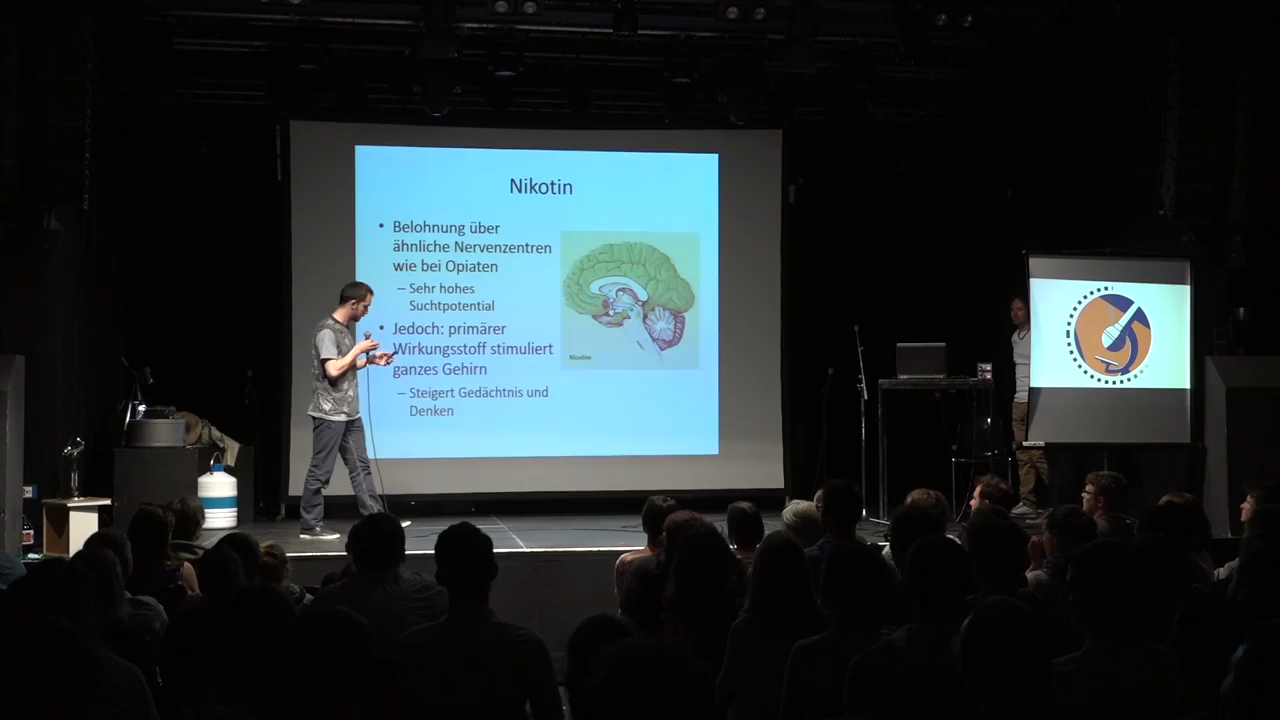 Nikotin
• Belohnung über
ähnliche Nervenzentren
wie bei Opiaten
– Sehr hohes
Suchtpotential
• Jedoch: primärer
Wirkungsstoff stimuliert
ganzes Gehirn
– Steigert Gedächtnis und
Denken
Nicotine